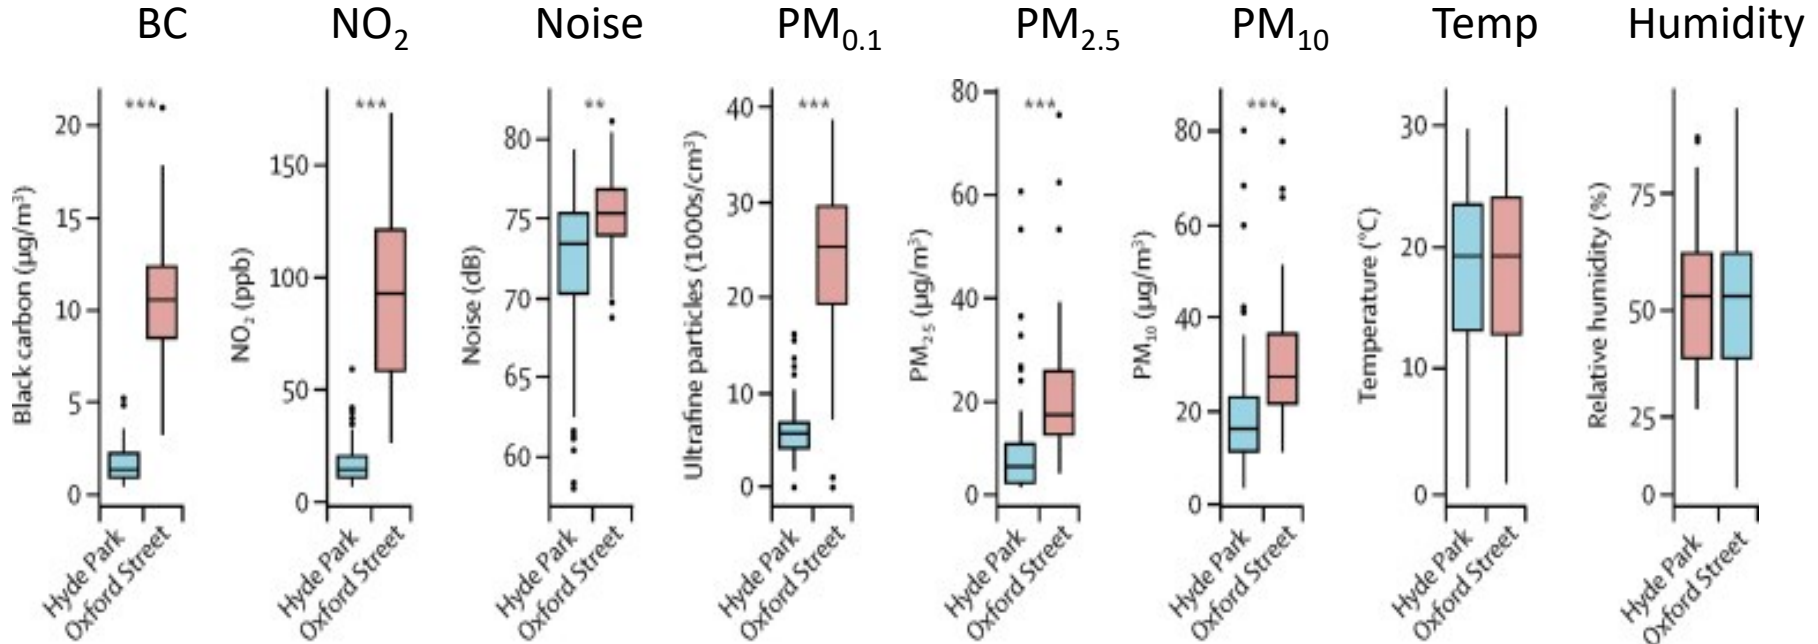 BC
NO2
Noise
PM0.1
PM2.5
PM10
Temp
Humidity
Black carbon (µg/m³)
20
15
10
5
0
***
Hyde Park
Oxford Street
NO2 (ppb)
150
100
50
0
***
Hyde Park
Oxford Street
Noise (dB)
80
75
70
65
60
**
Hyde Park
Oxford Street
Ultrafine particles (1000s/cm³)
40
30
20
10
0
***
Hyde Park
Oxford Street
PM2.5 (µg/m³)
80
60
40
20
0
***
Hyde Park
Oxford Street
PM10 (µg/m³)
80
60
40
20
0
***
Hyde Park
Oxford Street
Temperature (°C)
30
20
10
0
Hyde Park
Oxford Street
Relative humidity (%)
75
50
25
0
Hyde Park
Oxford Street